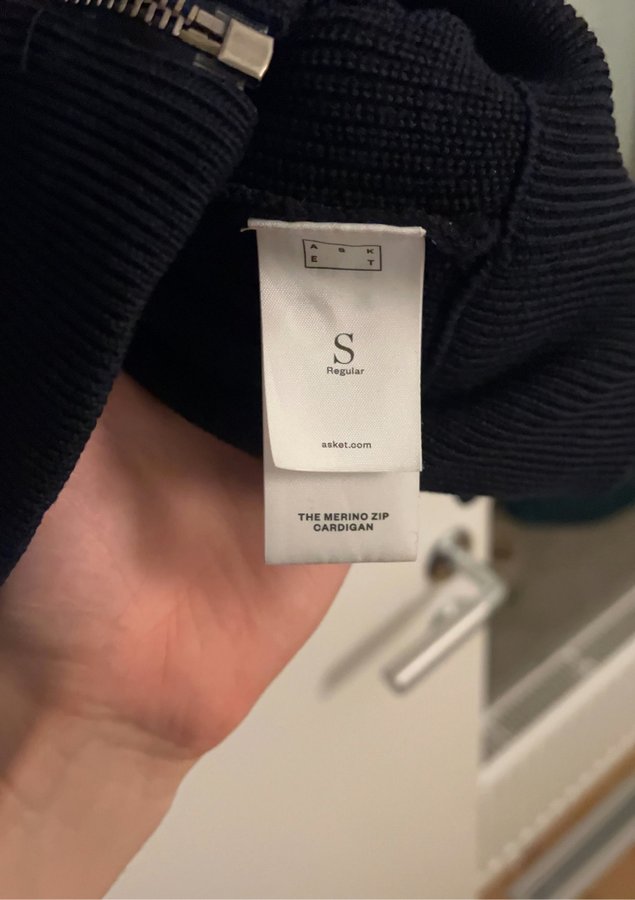 A S K
E T
S
Regular
asket.com
THE MERINO ZIP
CARDIGAN